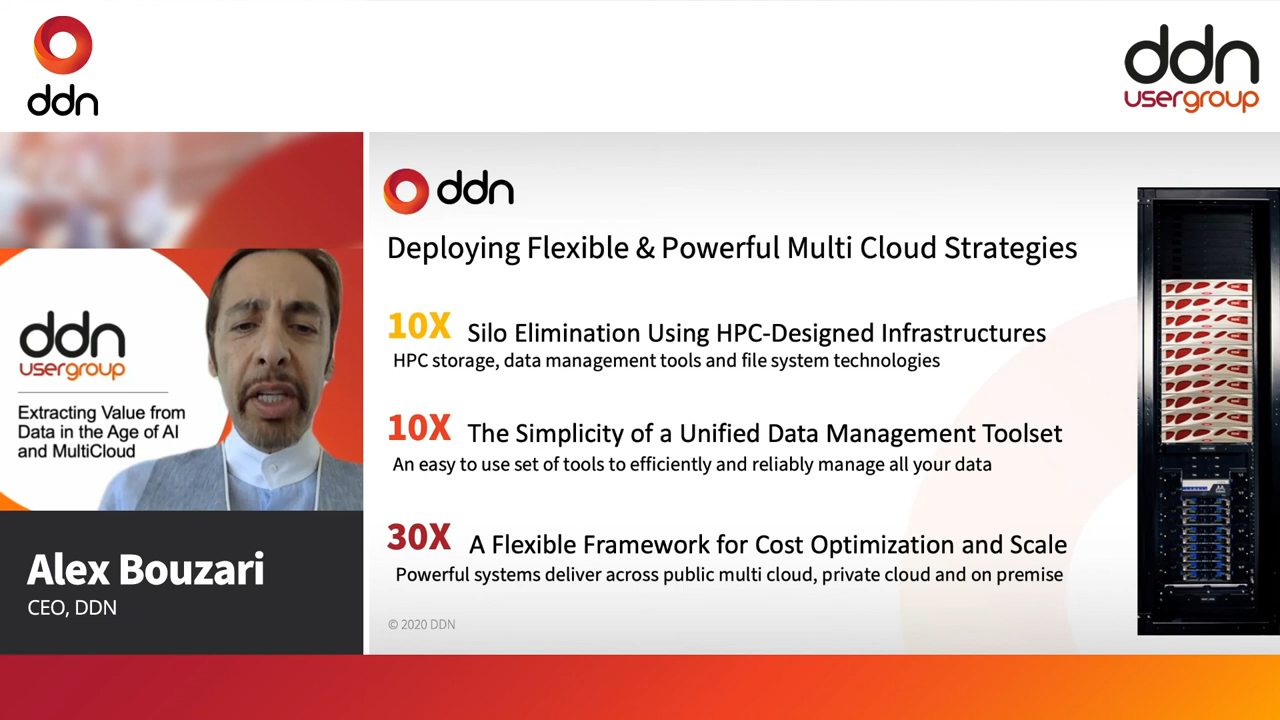 ddn
ddn
usergroup
ddn
usergroup
Extracting Value from
Data in the Age of AI
and MultiCloud
Alex Bouzari
CEO, DDN
ddn
Deploying Flexible & Powerful Multi Cloud Strategies
10X Silo Elimination Using HPC-Designed Infrastructures
HPC storage, data management tools and file system technologies
10X The Simplicity of a Unified Data Management Toolset
An easy to use set of tools to efficiently and reliably manage all your data
30X A Flexible Framework for Cost Optimization and Scale
Powerful systems deliver across public multi cloud, private cloud and on premise
© 2020 DDN